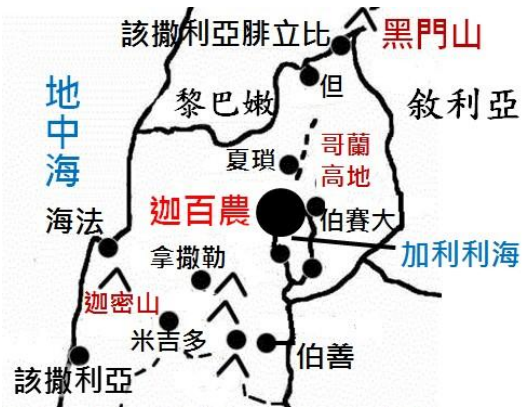 該撒利亞腓立比
黑門山
但
地中海
黎巴嫩
敘利亞
夏瑣
哥蘭
高地
迦百農
伯賽大
海法
加利利海
拿撒勒
迦密山
米吉多
伯善
該撒利亞